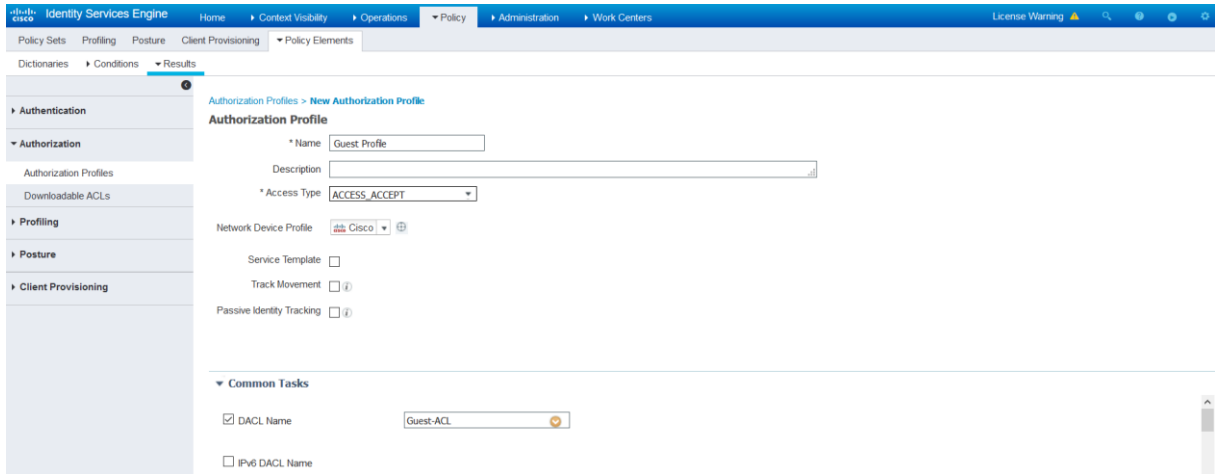 cisco Identity Services Engine Home Context Visibility Operations Policy Administration Work Centers License Warning
Policy Sets Profiling Posture Client Provisioning Policy Elements
Dictionaries Conditions Results
Authentication
Authorization
Authorization Profiles
Downloadable ACLs
Profiling
Posture
Client Provisioning
Authorization Profiles > New Authorization Profile
Authorization Profile
* Name Guest Profile
Description
* Access Type ACCESS_ACCEPT
Network Device Profile Cisco
Service Template
Track Movement
Passive Identity Tracking
Common Tasks
DACL Name Guest-ACL
IPv6 DACL Name